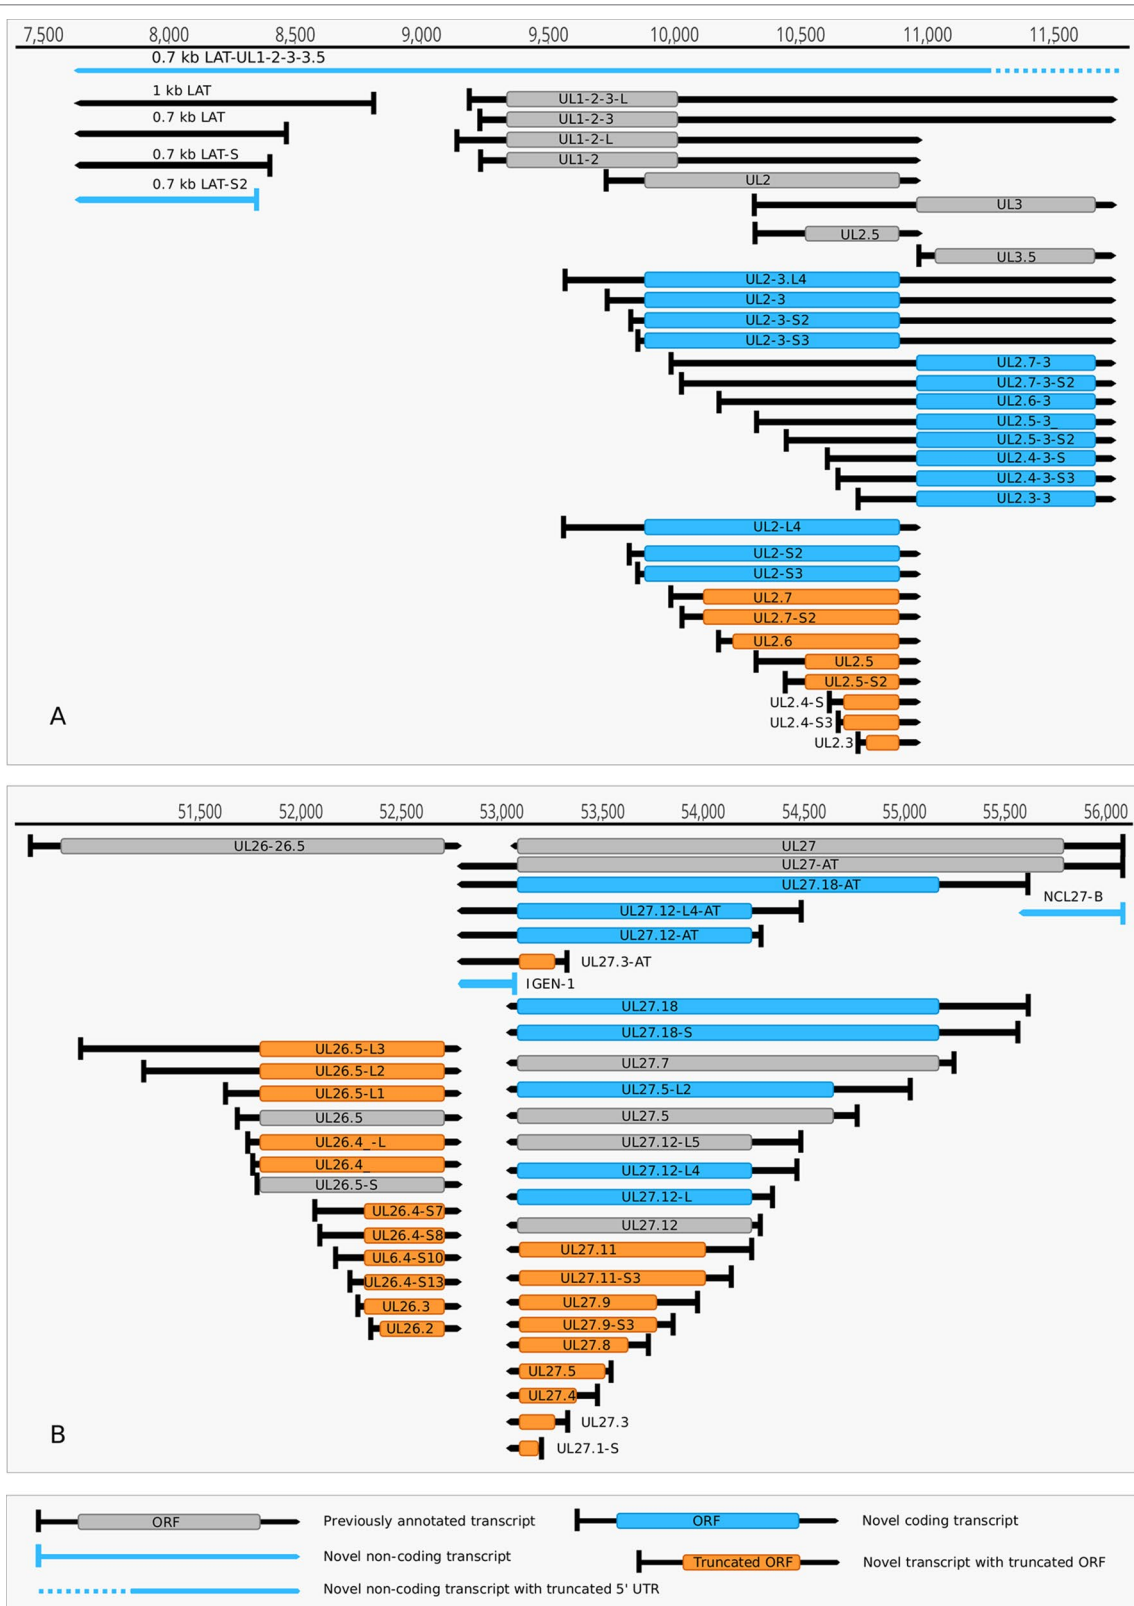 7,500 8,000 8,500 9,000 9,500 10,000 10,500 11,000 11,500
0.7 kb LAT-UL1-2-3-3.5
1 kb LAT
UL1-2-3-L
0.7 kb LAT
UL1-2-3
UL1-2-L
0.7 kb LAT-S
UL1-2
UL2
0.7 kb LAT-S2
UL3
UL2.5
UL3.5
UL2-3.L4
UL2-3
UL2-3-S2
UL2-3-S3
UL2.7-3
UL2.7-3-S2
UL2.6-3
UL2.5-3_
UL2.5-3-S2
UL2.4-3-S
UL2.4-3-S3
UL2.3-3
UL2-L4
UL2-S2
UL2-S3
UL2.7
UL2.7-S2
UL2.6
UL2.5
UL2.5-S2
UL2.4-S
UL2.4-S3
UL2.3
A
51,500 52,000 52,500 53,000 53,500 54,000 54,500 55,000 55,500 56,000
UL26-26.5 UL27
UL27-AT
UL27.18-AT
NCL27-B
UL27.12-L4-AT
UL27.12-AT
UL27.3-AT
IGEN-1
UL27.18
UL27.18-S
UL26.5-L3
UL27.7
UL26.5-L2
UL27.5-L2
UL26.5-L1
UL26.5 UL27.5
UL26.4_-L UL27.12-L5
UL26.4_ UL27.12-L4
UL26.5-S
UL27.12-L
UL26.4-S7
UL27.12
UL26.4-S8
UL27.11
UL6.4-S10
UL26.4-S13 UL27.11-S3
UL26.3 UL27.9
UL26.2 UL27.9-S3
UL27.8
UL27.5
UL27.4
UL27.3
UL27.1-S
B
ORF Previously annotated transcript ORF Novel coding transcript
Novel non-coding transcript Truncated ORF Novel transcript with truncated ORF
Novel non-coding transcript with truncated 5' UTR